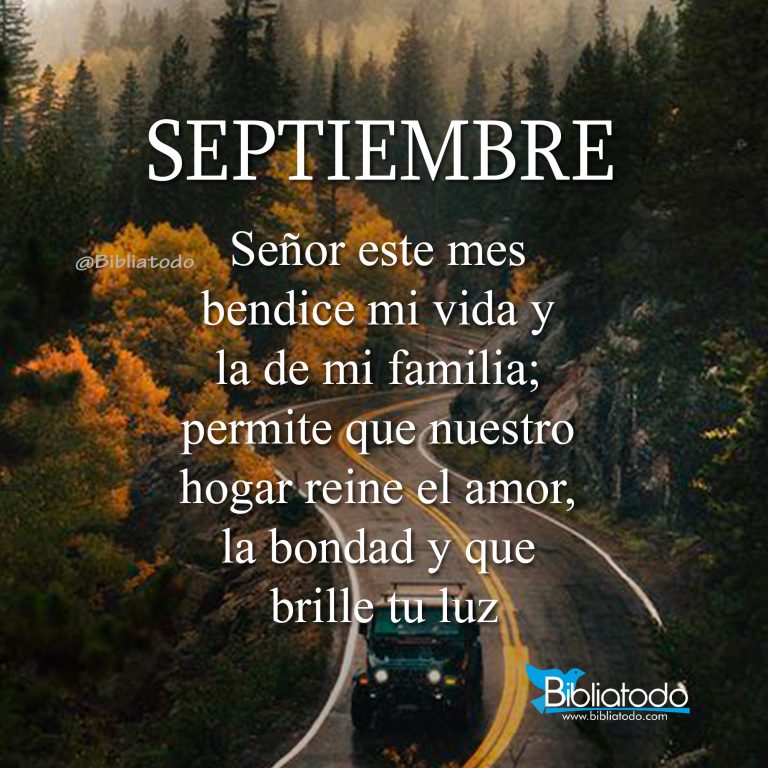 SEPTIEMBRE
@Bibliatodo
Señor este mes
bendice mi vida y
la de mi familia;
permite que nuestro
hogar reine el amor,
la bondad y que
brille tu luz
Bibliatodo
www.bibliatodo.com